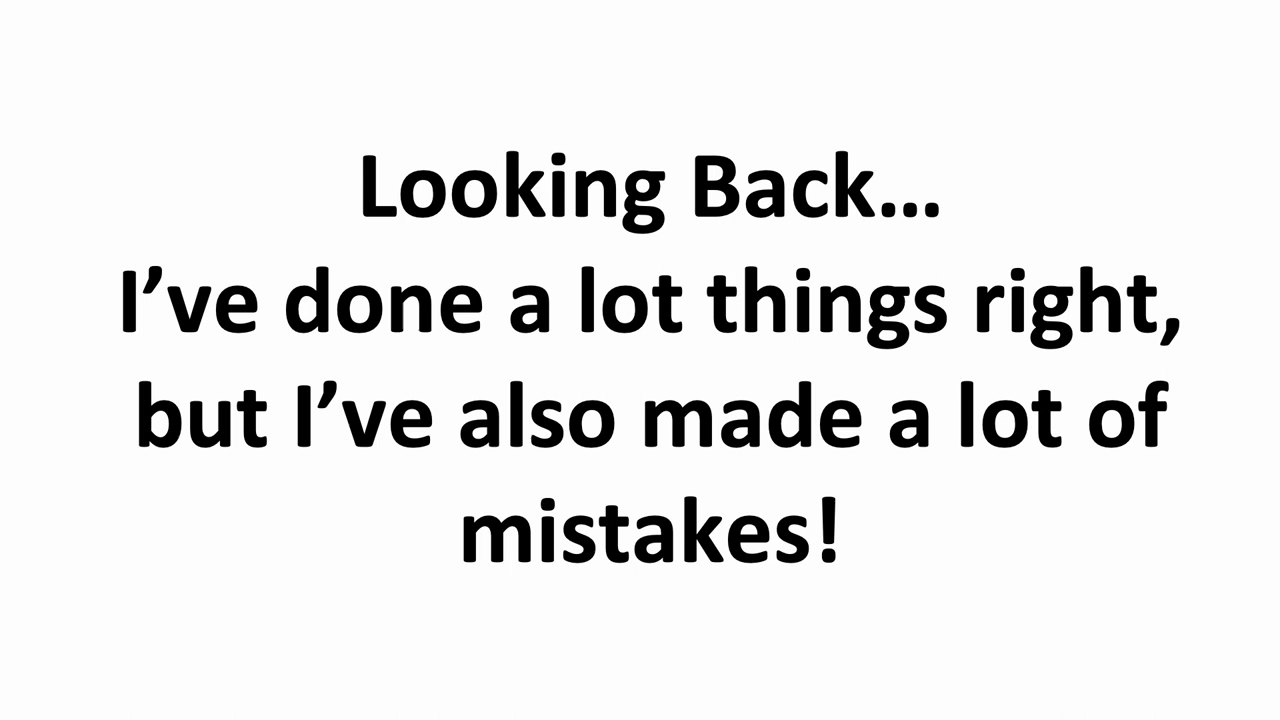 Looking Back…
I’ve done a lot things right,
but I’ve also made a lot of
mistakes!